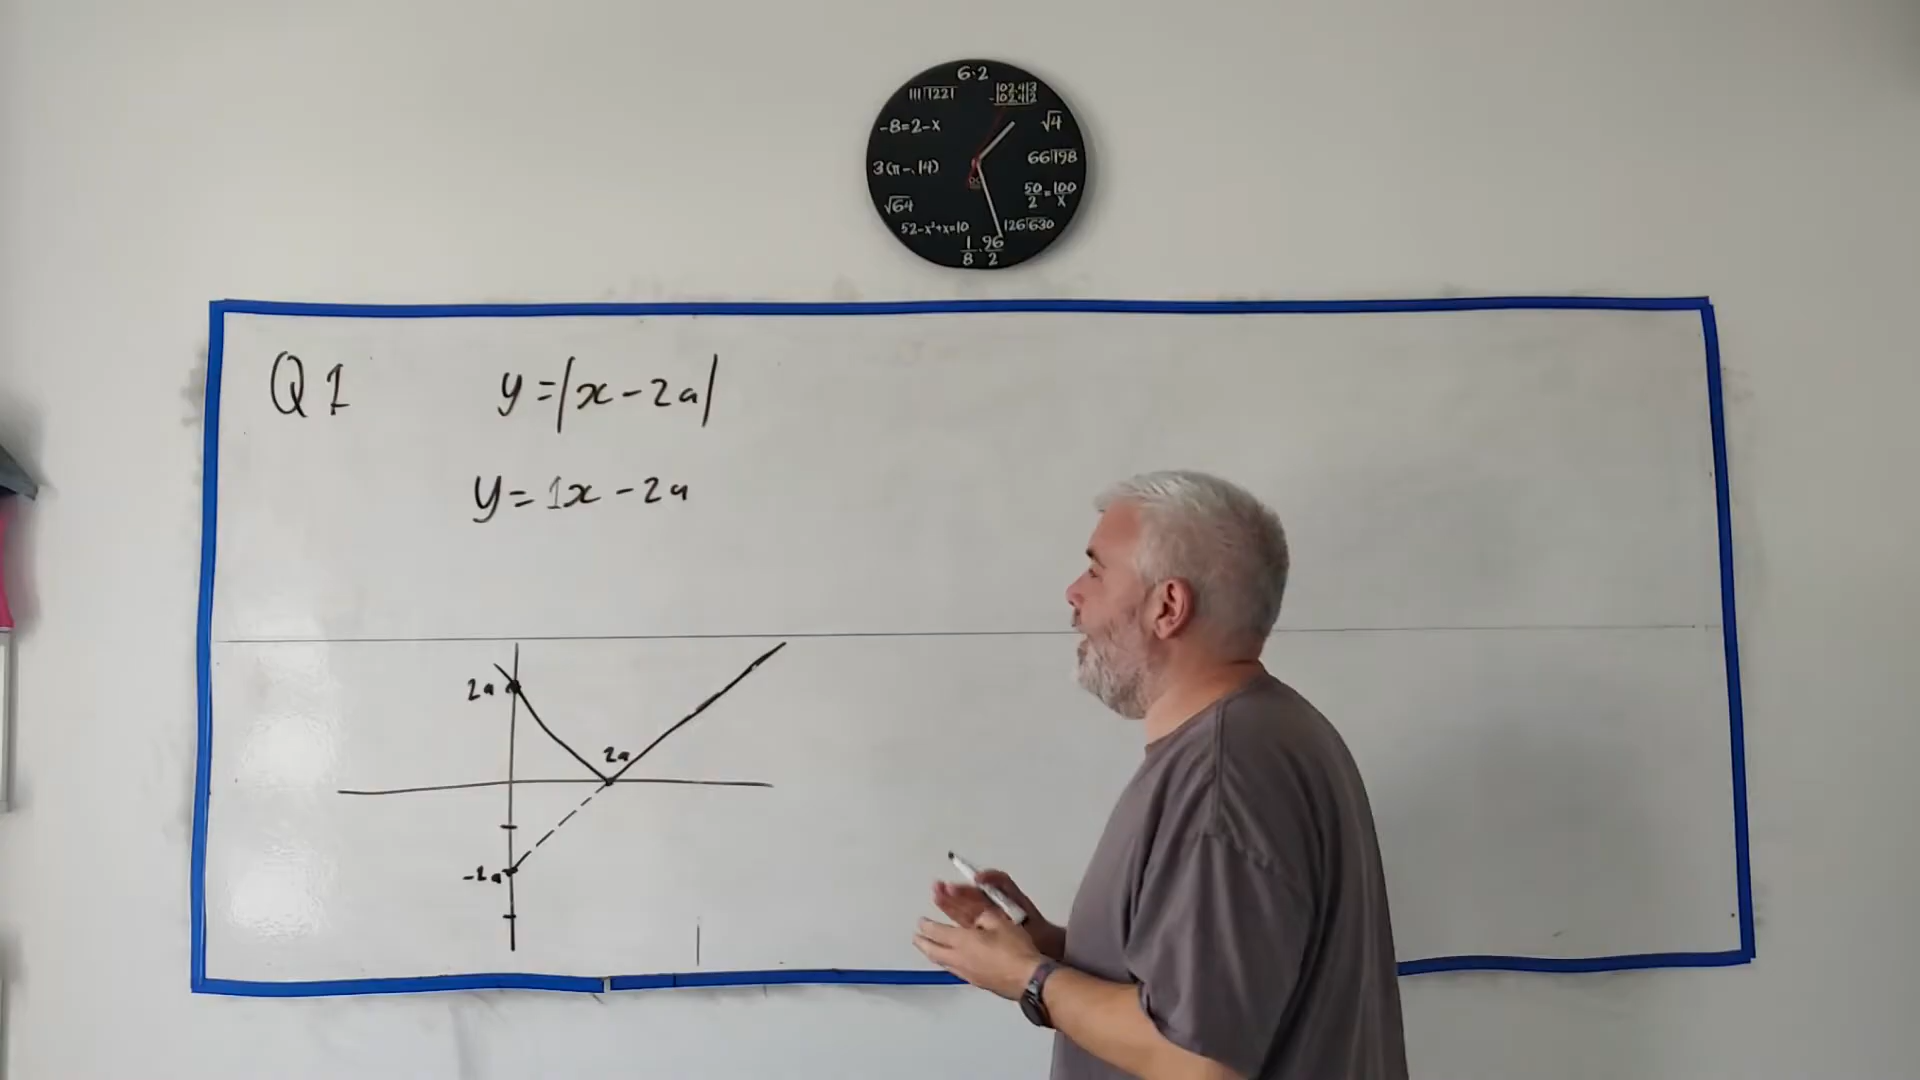 6·2
111⟌1221
102,413
-102,412
-8=2-x
√4
3(π-.14)
66⟌198
√64
50/2=100/x
52-x²+x=10
126⟌630
1/8·96/2
Q1
y=|x-2a|
y=1x-2a
2a
2a
-2a